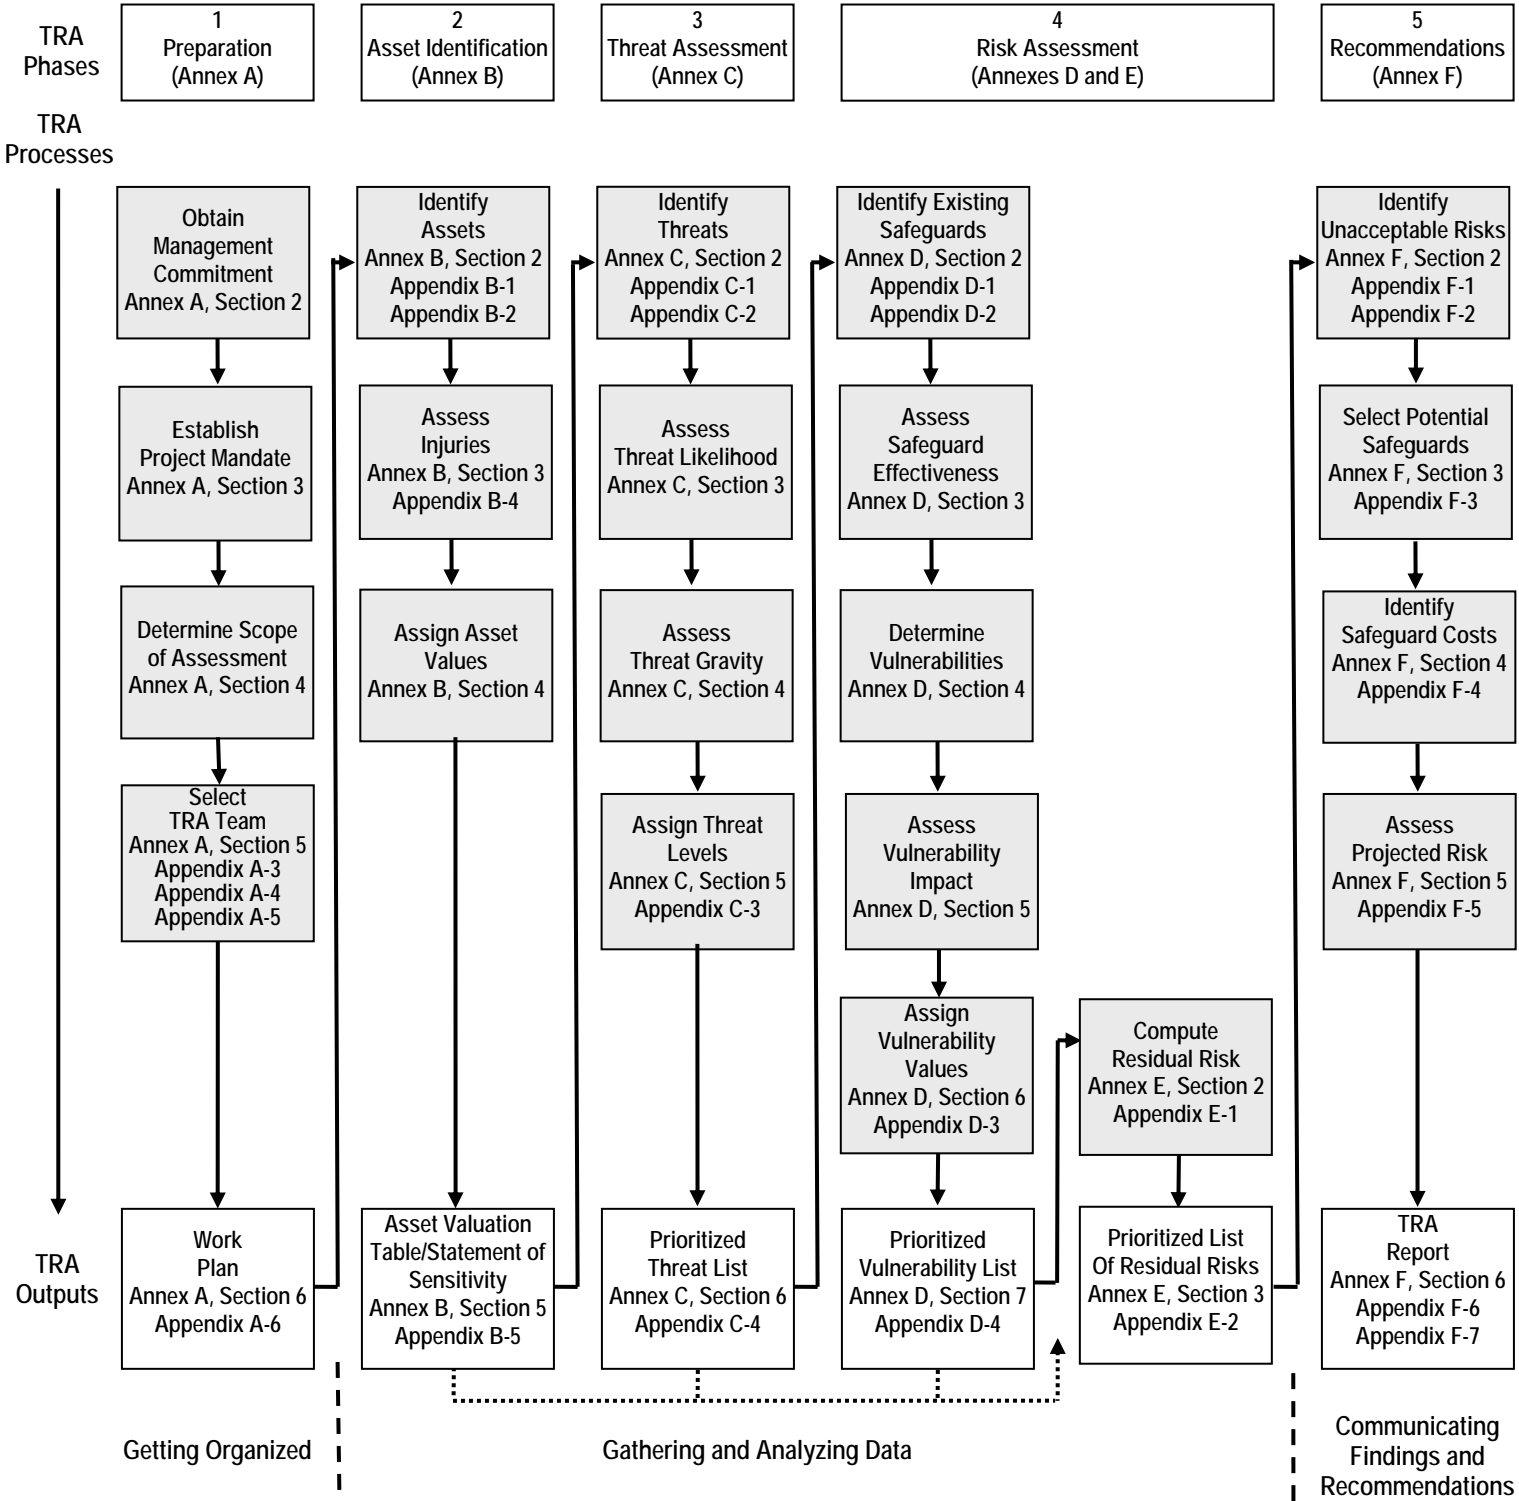 TRA
Phases
1
Preparation
(Annex A)
2
Asset Identification
(Annex B)
3
Threat Assessment
(Annex C)
4
Risk Assessment
(Annexes D and E)
5
Recommendations
(Annex F)
TRA
Processes
Obtain
Management
Commitment
Annex A, Section 2
Establish
Project Mandate
Annex A, Section 3
Determine Scope
of Assessment
Annex A, Section 4
Select
TRA Team
Annex A, Section 5
Appendix A-3
Appendix A-4
Appendix A-5
Identify
Assets
Annex B, Section 2
Appendix B-1
Appendix B-2
Assess
Injuries
Annex B, Section 3
Appendix B-4
Assign Asset
Values
Annex B, Section 4
Identify
Threats
Annex C, Section 2
Appendix C-1
Appendix C-2
Assess
Threat Likelihood
Annex C, Section 3
Assess
Threat Gravity
Annex C, Section 4
Assign Threat
Levels
Annex C, Section 5
Appendix C-3
Identify Existing
Safeguards
Annex D, Section 2
Appendix D-1
Appendix D-2
Assess
Safeguard
Effectiveness
Annex D, Section 3
Determine
Vulnerabilities
Annex D, Section 4
Assess
Vulnerability
Impact
Annex D, Section 5
Assign
Vulnerability
Values
Annex D, Section 6
Appendix D-3
Compute
Residual Risk
Annex E, Section 2
Appendix E-1
Identify
Unacceptable Risks
Annex F, Section 2
Appendix F-1
Appendix F-2
Select Potential
Safeguards
Annex F, Section 3
Appendix F-3
Identify
Safeguard Costs
Annex F, Section 4
Appendix F-4
Assess
Projected Risk
Annex F, Section 5
Appendix F-5
TRA
Outputs
Work
Plan
Annex A, Section 6
Appendix A-6
Asset Valuation
Table/Statement of
Sensitivity
Annex B, Section 5
Appendix B-5
Prioritized
Threat List
Annex C, Section 6
Appendix C-4
Prioritized
Vulnerability List
Annex D, Section 7
Appendix D-4
Prioritized List
Of Residual Risks
Annex E, Section 3
Appendix E-2
TRA
Report
Annex F, Section 6
Appendix F-6
Appendix F-7
Getting Organized
Gathering and Analyzing Data
Communicating
Findings and
Recommendations